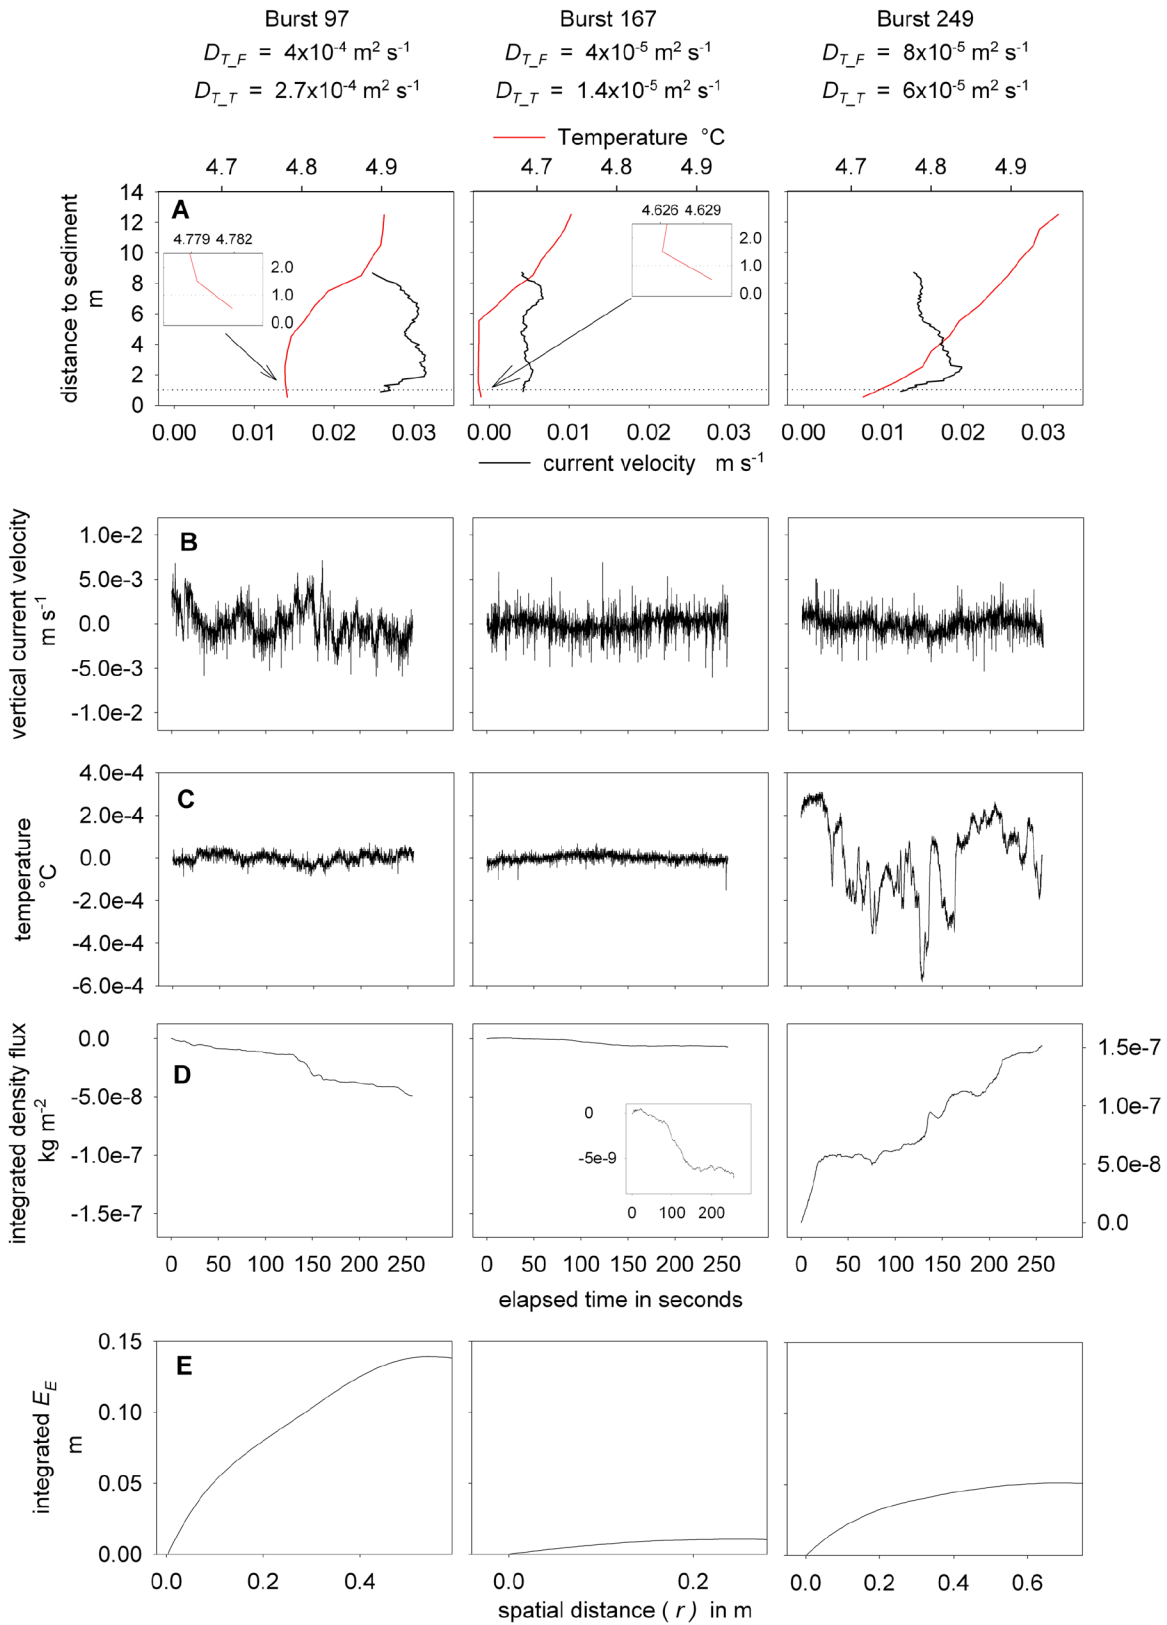 Burst 97 Burst 167 Burst 249
D_T_F = 4x10⁻⁴ m² s⁻¹ D_T_F = 4x10⁻⁵ m² s⁻¹ D_T_F = 8x10⁻⁵ m² s⁻¹
D_T_T = 2.7x10⁻⁴ m² s⁻¹ D_T_T = 1.4x10⁻⁵ m² s⁻¹ D_T_T = 6x10⁻⁵ m² s⁻¹
Temperature °C
4.7 4.8 4.9 4.7 4.8 4.9 4.7 4.8 4.9
distance to sediment
m
14
12
10
8
6
4
2
0
A
4.779 4.782
2.0
1.0
0.0
4.626 4.629
2.0
1.0
0.0
0.00 0.01 0.02 0.03 0.00 0.01 0.02 0.03 0.00 0.01 0.02 0.03
current velocity m s⁻¹
vertical current velocity
m s⁻¹
1.0e-2
5.0e-3
0.0
-5.0e-3
-1.0e-2
B
temperature
°C
4.0e-4
2.0e-4
0.0
-2.0e-4
-4.0e-4
-6.0e-4
C
integrated density flux
kg m⁻²
0.0
-5.0e-8
-1.0e-7
-1.5e-7
D
0
-5e-9
0 100 200
1.5e-7
1.0e-7
5.0e-8
0.0
0 50 100 150 200 250 0 50 100 150 200 250 0 50 100 150 200 250
elapsed time in seconds
integrated E_E
m
0.15
0.10
0.05
0.00
E
0.0 0.2 0.4 0.0 0.2 0.0 0.2 0.4 0.6
spatial distance ( r ) in m